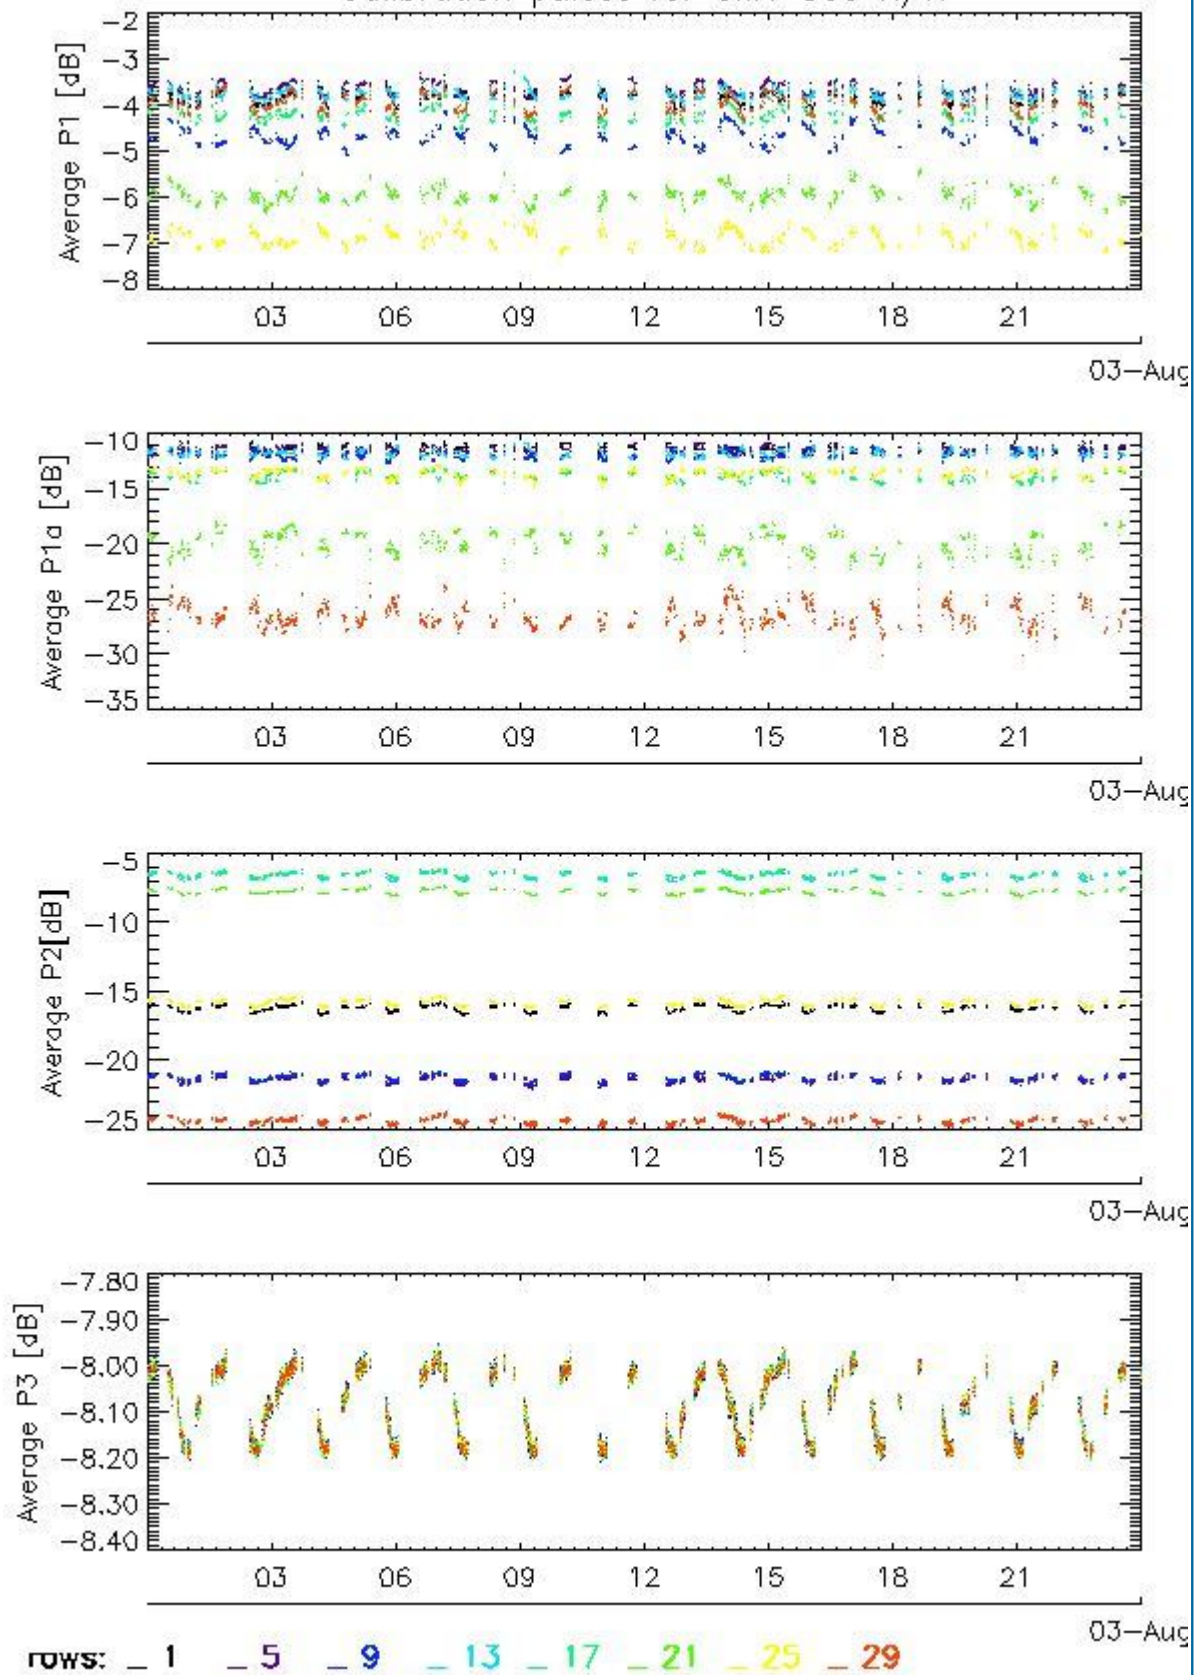 -2
-3
-4
-5
-6
-7
-8
Average P1 [dB]
03 06 09 12 15 18 21
03-Aug
-10
-15
-20
-25
-30
-35
Average P1a [dB]
03 06 09 12 15 18 21
03-Aug
-5
-10
-15
-20
-25
Average P2[dB]
03 06 09 12 15 18 21
03-Aug
-7.80
-7.90
-8.00
-8.10
-8.20
-8.30
-8.40
Average P3 [dB]
03 06 09 12 15 18 21
03-Aug
rows: _ 1 _ 5 _ 9 _ 13 _ 17 _ 21 _ 25 _ 29